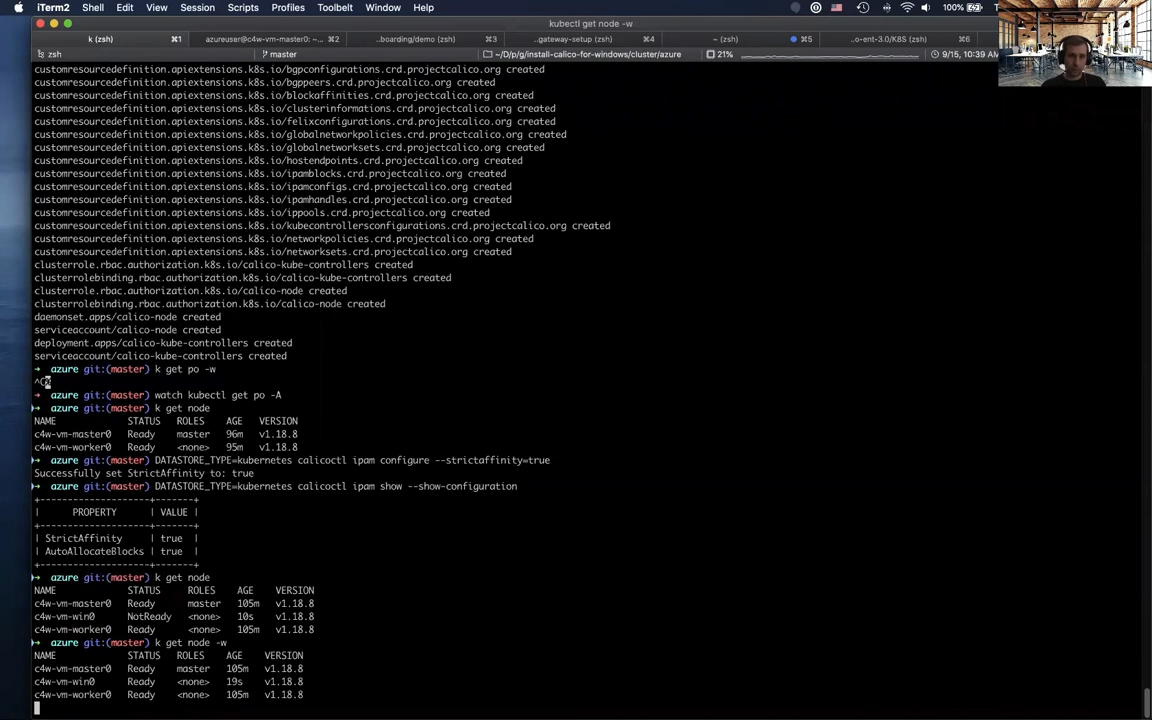 iTerm2 Shell Edit View Session Scripts Profiles Toolbelt Window Help 100%
kubectl get node -w
k (zsh) ⌘1 azureuser@c4w-vm-master0: ~... ⌘2 ...boarding/demo (zsh) ⌘3 ...gateway-setup (zsh) ⌘4 ~ (zsh) ⌘5 ...o-ent-3.0/K8S (zsh) ⌘6
zsh master ~/D/p/g/install-calico-for-windows/cluster/azure 21% 9/15, 10:39 AM
customresourcedefinition.apiextensions.k8s.io/bgpconfigurations.crd.projectcalico.org created
customresourcedefinition.apiextensions.k8s.io/bgppeers.crd.projectcalico.org created
customresourcedefinition.apiextensions.k8s.io/blockaffinities.crd.projectcalico.org created
customresourcedefinition.apiextensions.k8s.io/clusterinformations.crd.projectcalico.org created
customresourcedefinition.apiextensions.k8s.io/felixconfigurations.crd.projectcalico.org created
customresourcedefinition.apiextensions.k8s.io/globalnetworkpolicies.crd.projectcalico.org created
customresourcedefinition.apiextensions.k8s.io/globalnetworksets.crd.projectcalico.org created
customresourcedefinition.apiextensions.k8s.io/hostendpoints.crd.projectcalico.org created
customresourcedefinition.apiextensions.k8s.io/ipamblocks.crd.projectcalico.org created
customresourcedefinition.apiextensions.k8s.io/ipamconfigs.crd.projectcalico.org created
customresourcedefinition.apiextensions.k8s.io/ipamhandles.crd.projectcalico.org created
customresourcedefinition.apiextensions.k8s.io/ippools.crd.projectcalico.org created
customresourcedefinition.apiextensions.k8s.io/kubecontrollersconfigurations.crd.projectcalico.org created
customresourcedefinition.apiextensions.k8s.io/networkpolicies.crd.projectcalico.org created
customresourcedefinition.apiextensions.k8s.io/networksets.crd.projectcalico.org created
clusterrole.rbac.authorization.k8s.io/calico-kube-controllers created
clusterrolebinding.rbac.authorization.k8s.io/calico-kube-controllers created
clusterrole.rbac.authorization.k8s.io/calico-node created
clusterrolebinding.rbac.authorization.k8s.io/calico-node created
daemonset.apps/calico-node created
serviceaccount/calico-node created
deployment.apps/calico-kube-controllers created
serviceaccount/calico-kube-controllers created
→ azure git:(master) k get po -w
^C
→ azure git:(master) watch kubectl get po -A
→ azure git:(master) k get node
NAME STATUS ROLES AGE VERSION
c4w-vm-master0 Ready master 96m v1.18.8
c4w-vm-worker0 Ready <none> 95m v1.18.8
→ azure git:(master) DATASTORE_TYPE=kubernetes calicoctl ipam configure --strictaffinity=true
Successfully set StrictAffinity to: true
→ azure git:(master) DATASTORE_TYPE=kubernetes calicoctl ipam show --show-configuration
+--------------------+-------+
| PROPERTY | VALUE |
+--------------------+-------+
| StrictAffinity | true |
| AutoAllocateBlocks | true |
+--------------------+-------+
→ azure git:(master) k get node
NAME STATUS ROLES AGE VERSION
c4w-vm-master0 Ready master 105m v1.18.8
c4w-vm-win0 NotReady <none> 10s v1.18.8
c4w-vm-worker0 Ready <none> 105m v1.18.8
→ azure git:(master) k get node -w
NAME STATUS ROLES AGE VERSION
c4w-vm-master0 Ready master 105m v1.18.8
c4w-vm-win0 Ready <none> 19s v1.18.8
c4w-vm-worker0 Ready <none> 105m v1.18.8